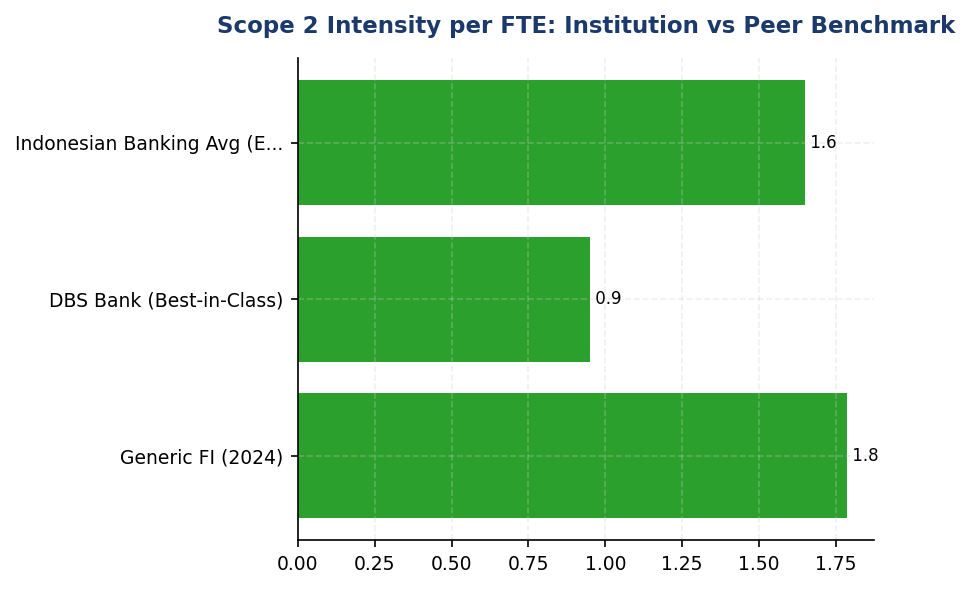 Scope 2 Intensity per FTE: Institution vs Peer Benchmark
Indonesian Banking Avg (E...
1.6
DBS Bank (Best-in-Class)
0.9
Generic FI (2024)
1.8
0.00 0.25 0.50 0.75 1.00 1.25 1.50 1.75